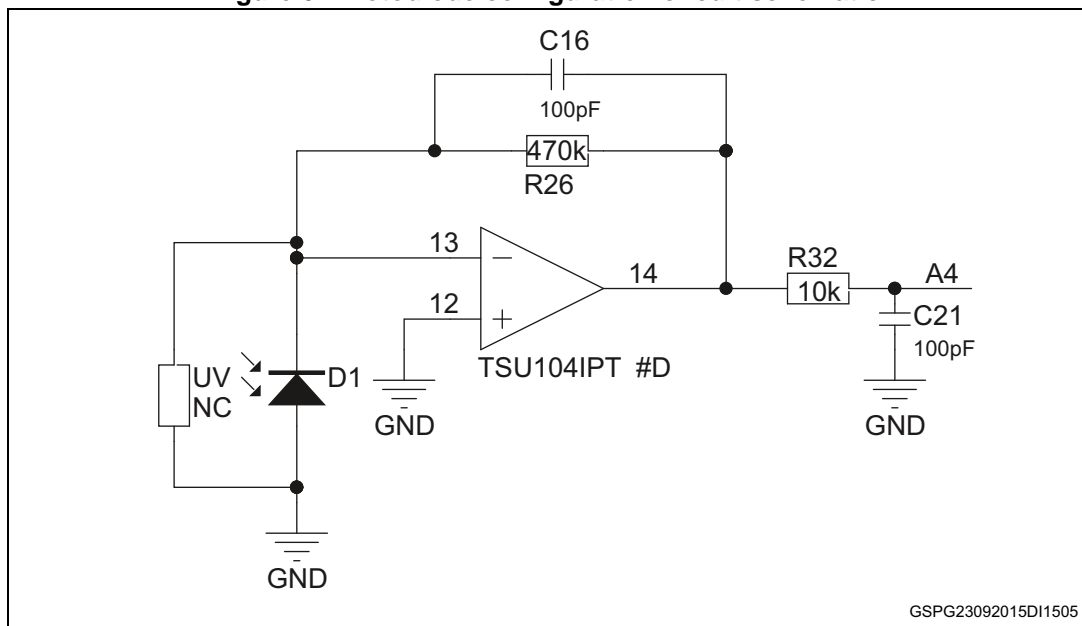 C16
100pF
470k
R26
13
14
R32
10k
A4
12
C21
100pF
TSU104IPT #D
UV
NC
D1
GND
GND
GND
GSPG23092015DI1505